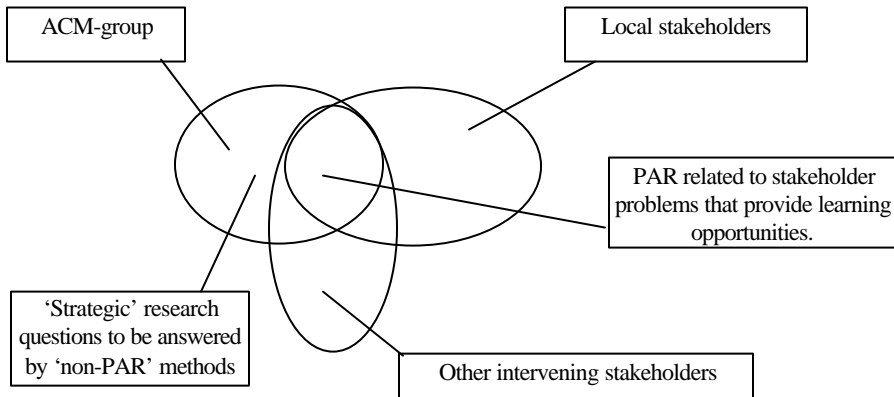 ACM-group
Local stakeholders
PAR related to stakeholder
problems that provide learning
opportunities.
‘Strategic’ research
questions to be answered
by ‘non-PAR’ methods
Other intervening stakeholders